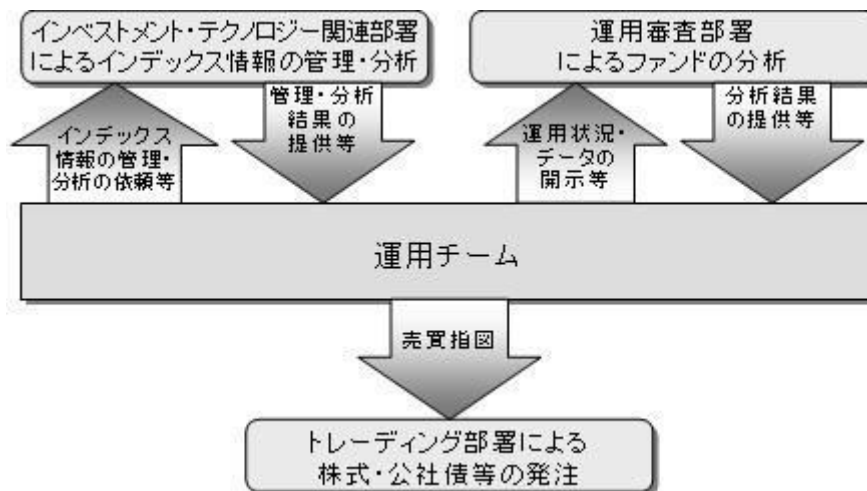 インベストメント・テクノロジー関連部署
によるインデックス情報の管理・分析
運用審査部署
によるファンドの分析
インデックス
情報の管理・
分析の依頼等
管理・分析
結果の
提供等
運用状況・
データの
開示等
分析結果
の提供等
運用チーム
売買指図
トレーディング部署による
株式・公社債等の発注